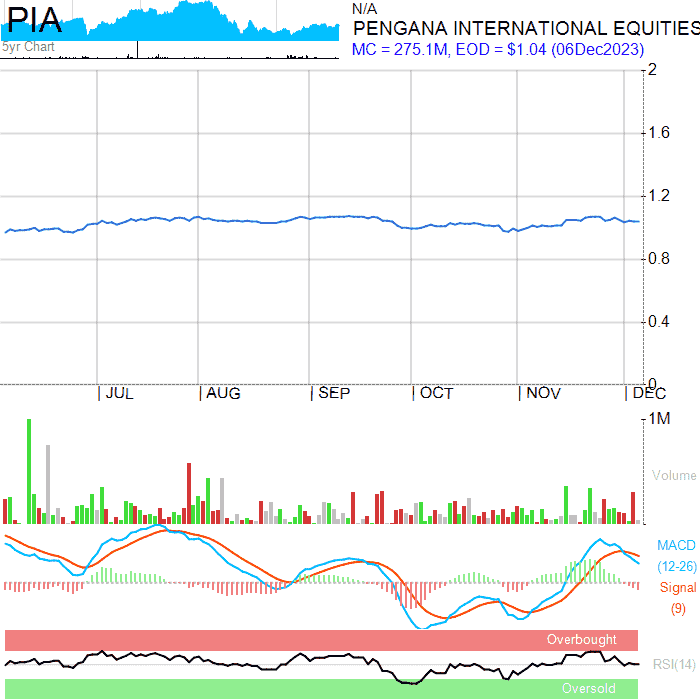 PIA
5yr Chart
N/A
PENGANA INTERNATIONAL EQUITIES
MC = 275.1M, EOD = $1.04 (06Dec2023)
2
1.6
1.2
0.8
0.4
0
JUL AUG SEP OCT NOV DEC
1M
Volume
MACD
(12-26)
Signal
(9)
Overbought
RSI(14)
Oversold